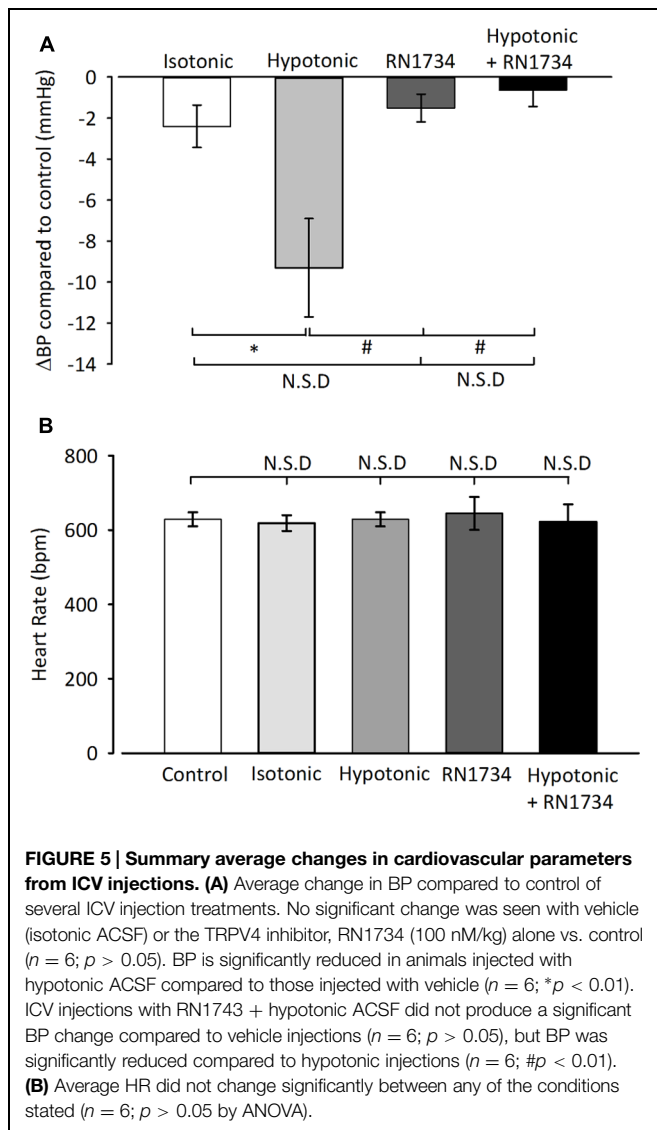 A
Isotonic Hypotonic RN1734 Hypotonic + RN1734
ΔBP compared to control (mmHg)
0
-2
-4
-6
-8
-10
-12
-14
* # #
N.S.D N.S.D
B
Heart Rate (bpm)
800
600
400
200
0
N.S.D N.S.D N.S.D N.S.D
Control Isotonic Hypotonic RN1734 Hypotonic + RN1734
FIGURE 5 | Summary average changes in cardiovascular parameters
from ICV injections. (A) Average change in BP compared to control of
several ICV injection treatments. No significant change was seen with vehicle
(isotonic ACSF) or the TRPV4 inhibitor, RN1734 (100 nM/kg) alone vs. control
(n = 6; p > 0.05). BP is significantly reduced in animals injected with
hypotonic ACSF compared to those injected with vehicle (n = 6; *p < 0.01).
ICV injections with RN1743 + hypotonic ACSF did not produce a significant
BP change compared to vehicle injections (n = 6; p > 0.05), but BP was
significantly reduced compared to hypotonic injections (n = 6; #p < 0.01).
(B) Average HR did not change significantly between any of the conditions
stated (n = 6; p > 0.05 by ANOVA).